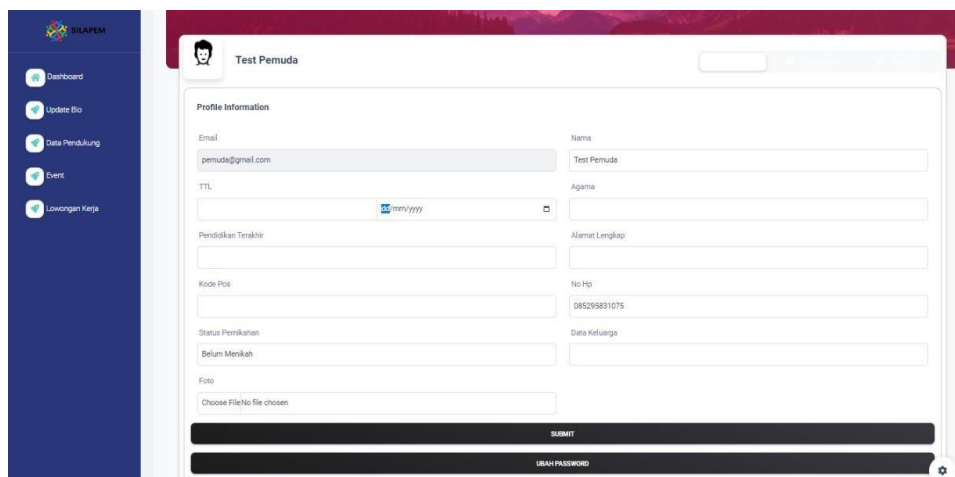 SILAPEM
Dashboard
Update Bio
Data Pendukung
Event
Lowongan Kerja
Test Pemuda
Profile Information
Email
Nama
pemuda@gmail.com
Test Pemuda
TTL
Agama
dd/mm/yyyy
Pendidikan Terakhir
Alamat Lengkap
Kode Pos
No Hp
085295831075
Status Pernikahan
Data Keluarga
Belum Menikah
Foto
Choose File No file chosen
SUBMIT
UBAH PASSWORD